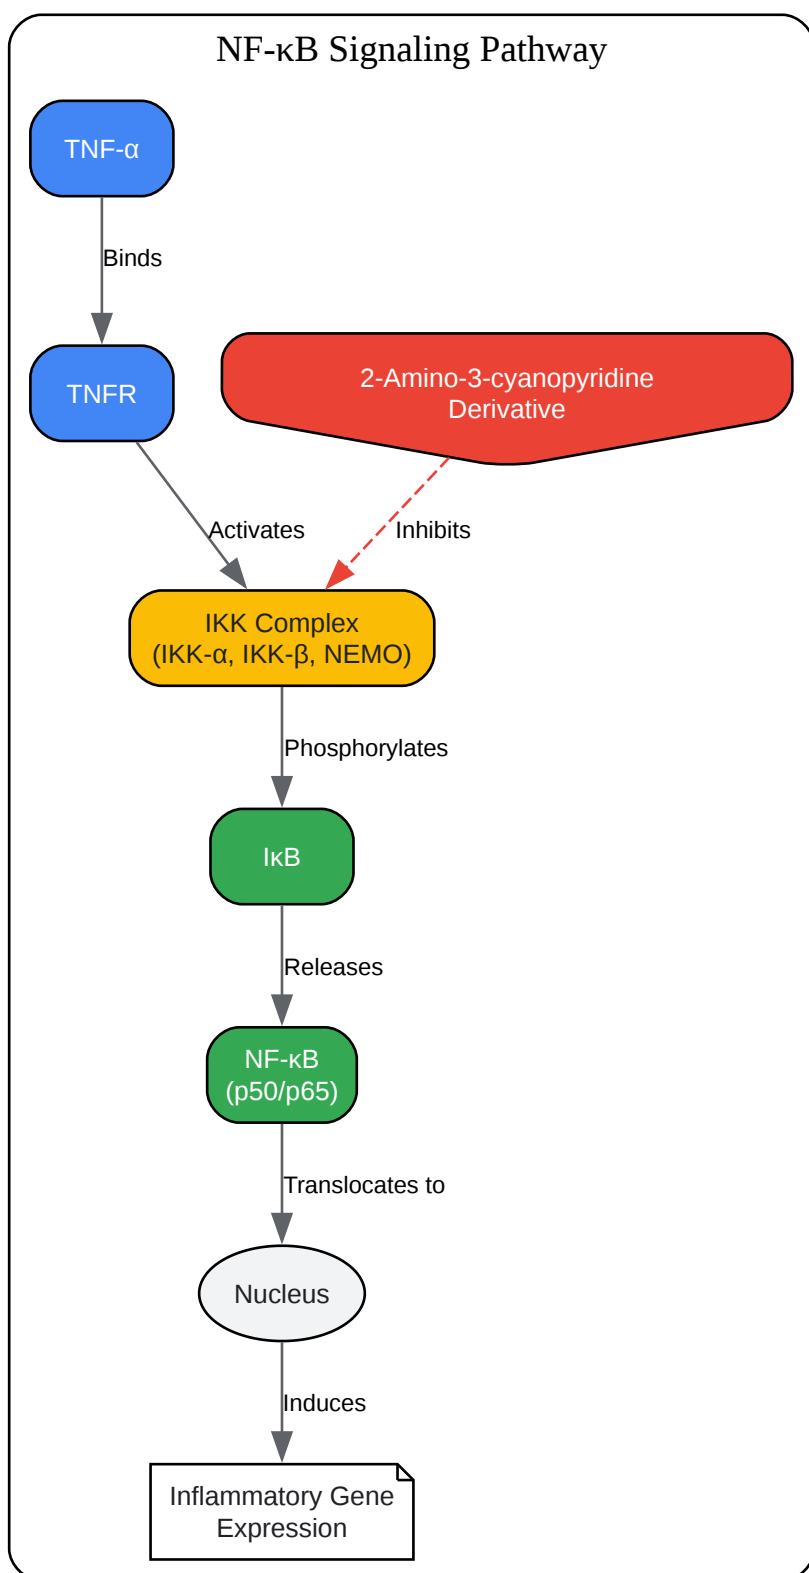 NF-κB Signaling Pathway
TNF-α
Binds
TNFR
2-Amino-3-cyanopyridine
Derivative
Activates
Inhibits
IKK Complex
(IKK-α, IKK-β, NEMO)
Phosphorylates
IκB
Releases
NF-κB
(p50/p65)
Translocates to
Nucleus
Induces
Inflammatory Gene
Expression